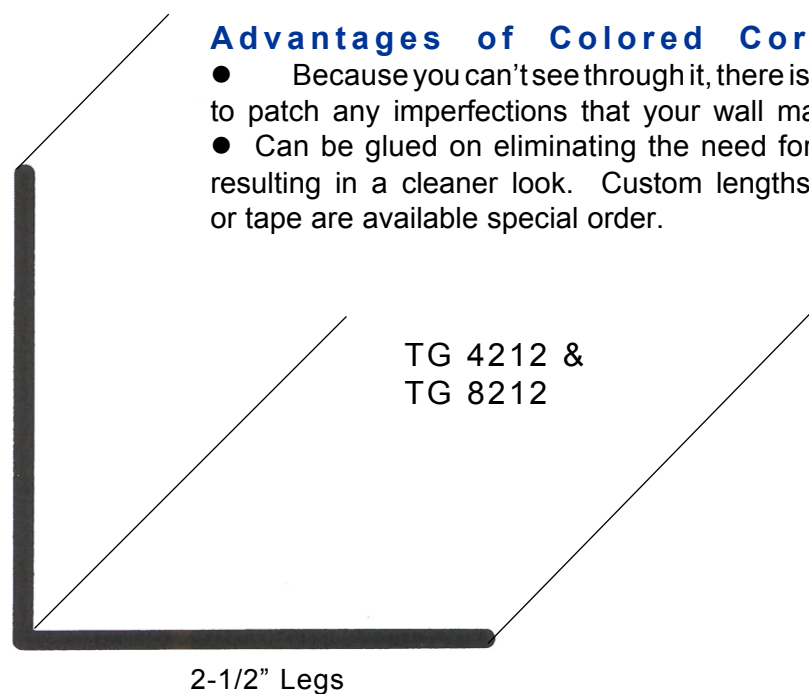 Advantages of Colored Cor
● Because you can’t see through it, there is
to patch any imperfections that your wall ma
● Can be glued on eliminating the need for
resulting in a cleaner look. Custom lengths
or tape are available special order.
TG 4212 &
TG 8212
2-1/2” Legs